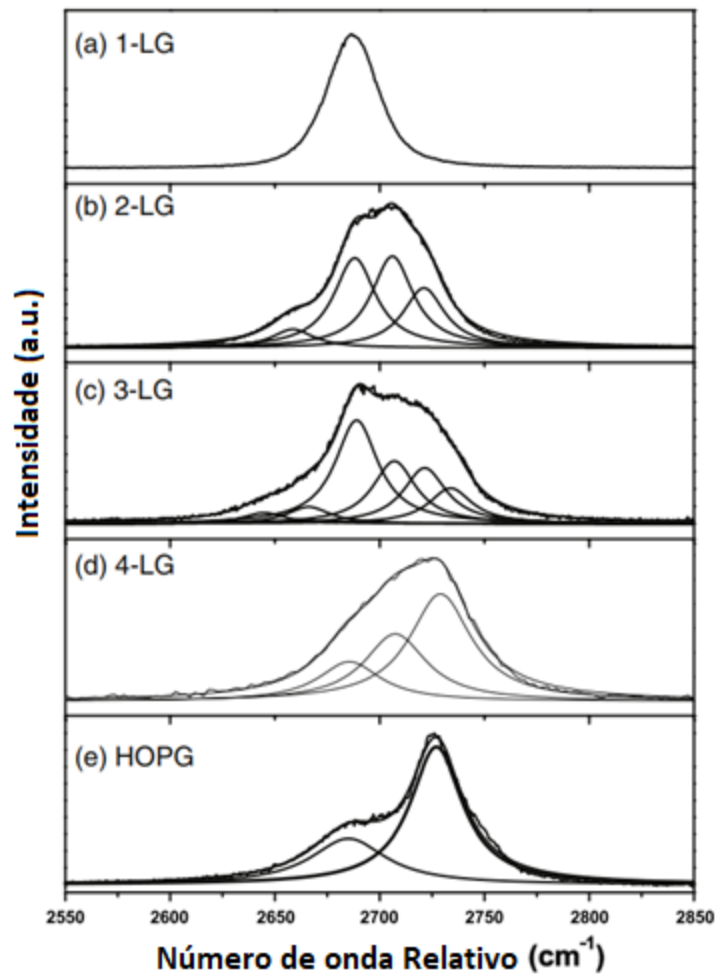 (a) 1-LG
(b) 2-LG
(c) 3-LG
(d) 4-LG
(e) HOPG
Intensidade (a.u.)
2550 2600 2650 2700 2750 2800 2850
Número de onda Relativo (cm⁻¹)